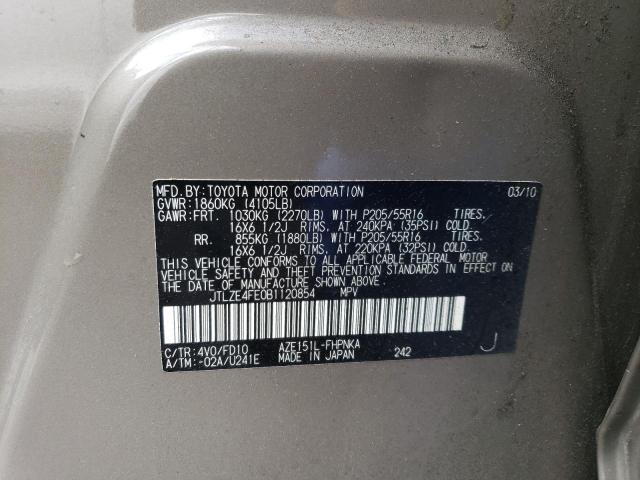 MFD. BY: TOYOTA MOTOR CORPORATION 03/10
GVWR: 1860KG (4105LB)
GAWR: FRT. 1030KG (2270LB) WITH P205/55R16 TIRES.
16X6 1/2J RIMS, AT 240KPA (35PSI) COLD.
RR. 855KG (1880LB) WITH P205/55R16 TIRES.
16X6 1/2J RIMS, AT 220KPA (32PSI) COLD.
THIS VEHICLE CONFORMS TO ALL APPLICABLE FEDERAL MOTOR
VEHICLE SAFETY AND THEFT PREVENTION STANDARDS IN EFFECT ON
THE DATE OF MANUFACTURE SHOWN ABOVE.
JTLZE4FE0B1120854 MPV
C/TR: 4V0/FD10 AZE151L-FHPNKA
A/TM: -02A/U241E MADE IN JAPAN 242 J